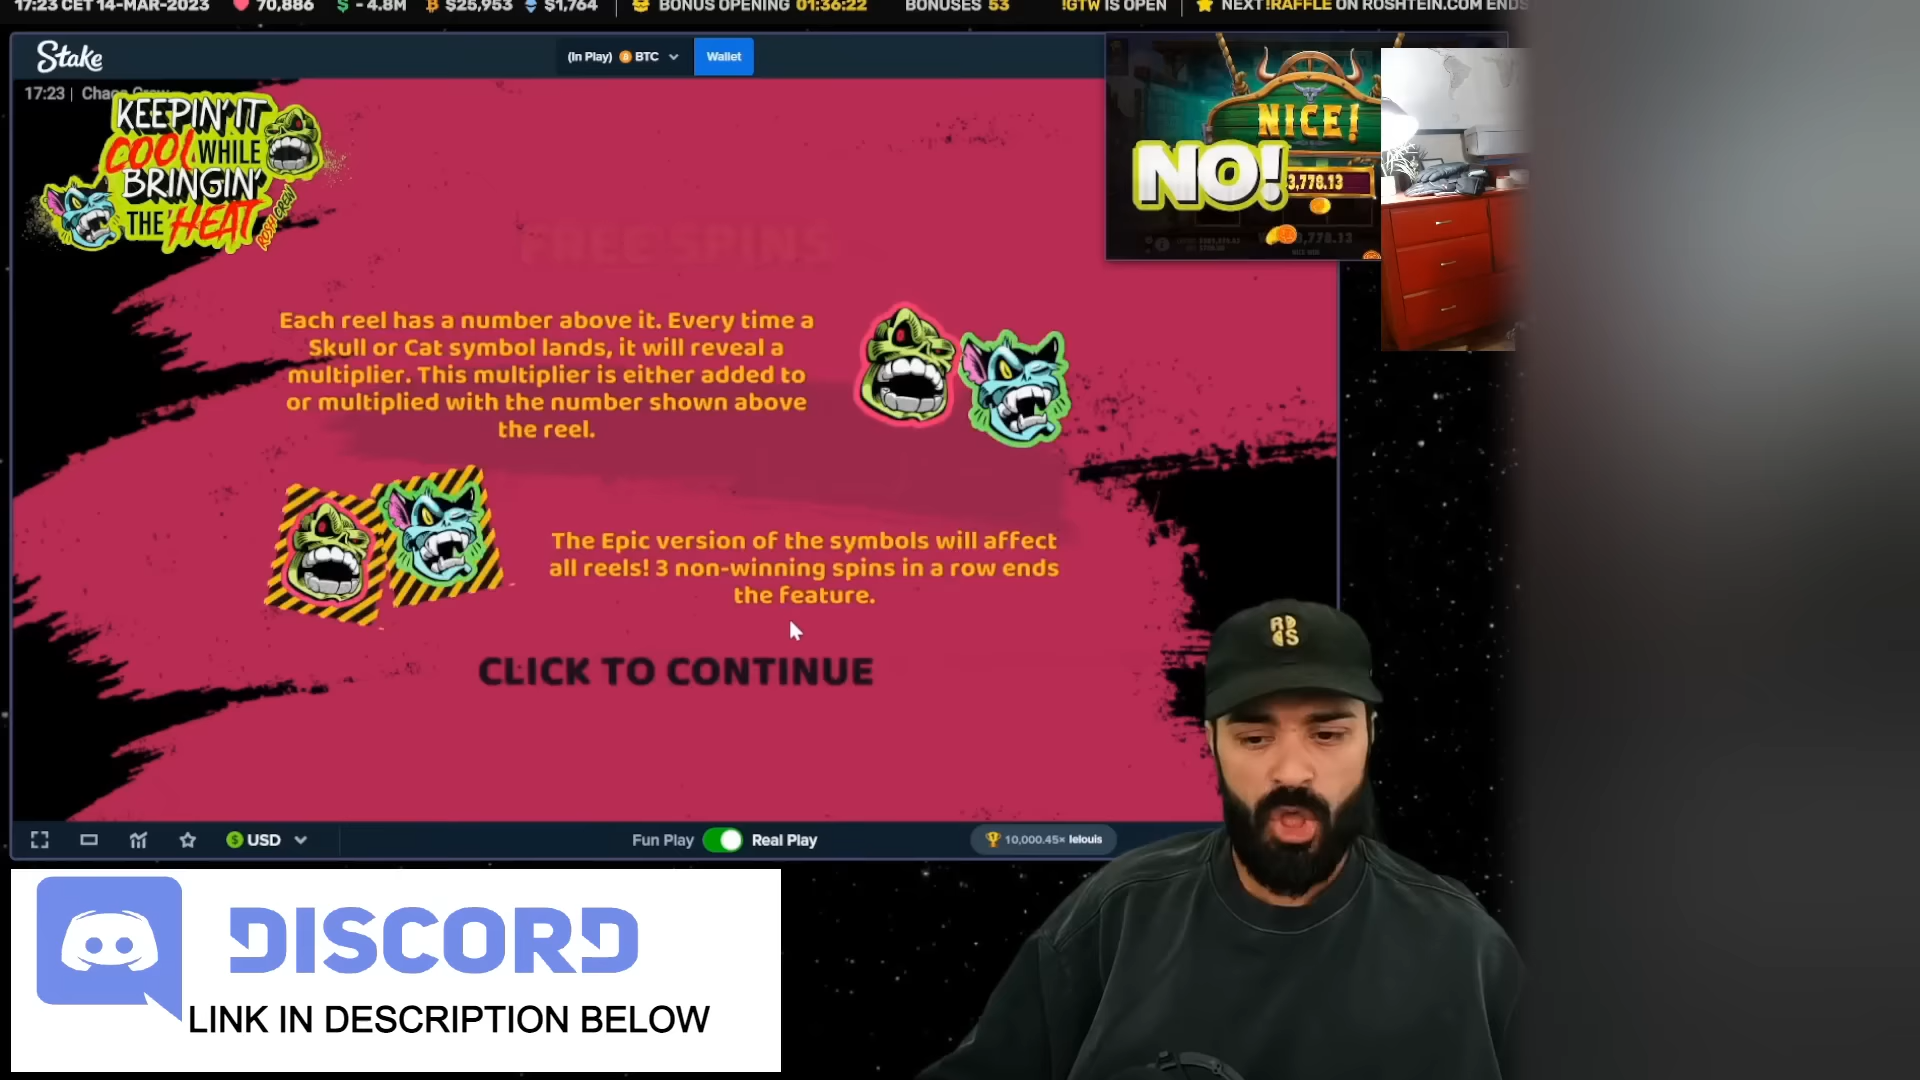 17:23 CET 14-MAR-2023 70,886 $ - 4.8M $25,953 $1,764 BONUS OPENING 01:36:22 BONUSES 53 !GTW IS OPEN NEXT !RAFFLE ON ROSHTEIN.COM ENDS
Stake
(In Play) BTC
Wallet
17:23 | Chaos Crew
KEEPIN' IT
COOL WHILE
BRINGIN'
THE HEAT
ROSH CREW
NICE!
NO!
3,778.13
FREE SPINS
Each reel has a number above it. Every time a
Skull or Cat symbol lands, it will reveal a
multiplier. This multiplier is either added to
or multiplied with the number shown above
the reel.
The Epic version of the symbols will affect
all reels! 3 non-winning spins in a row ends
the feature.
CLICK TO CONTINUE
USD
Fun Play
Real Play
10,000.45× lelouis
DISCORD
LINK IN DESCRIPTION BELOW